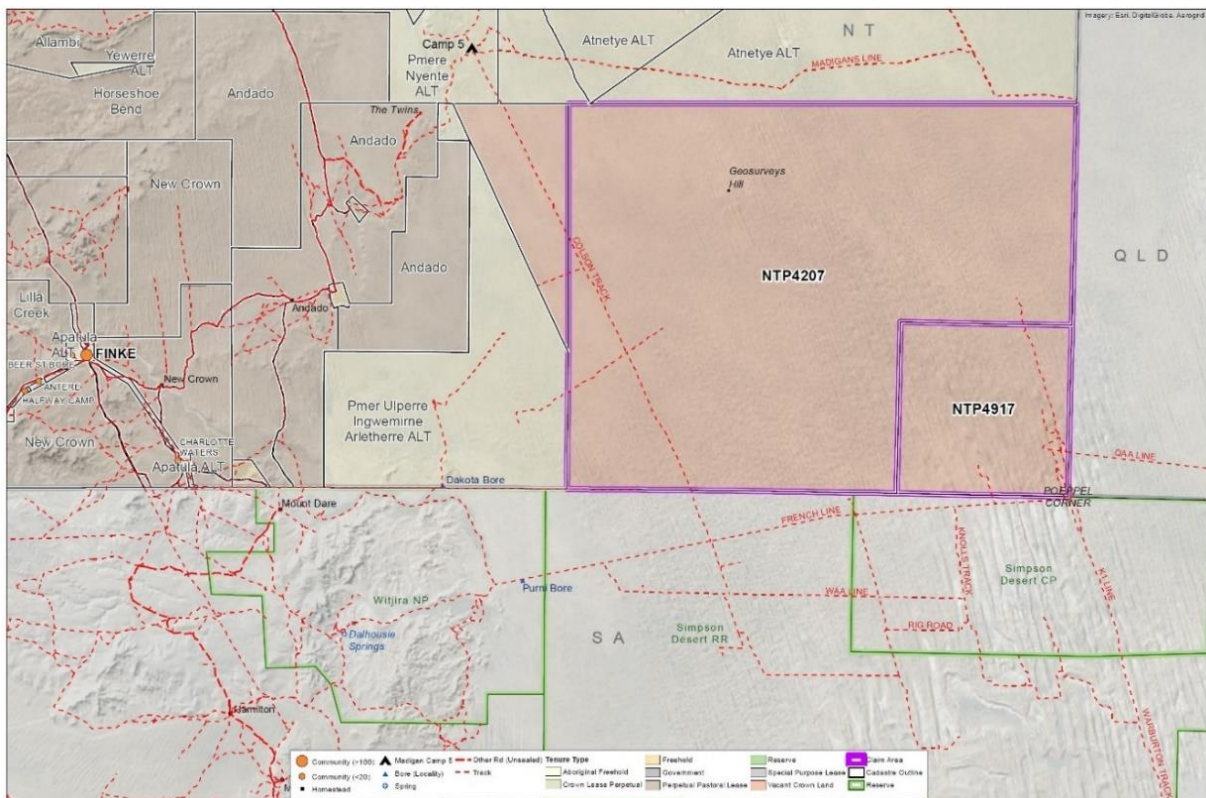 Imagery: Esri, DigitalGlobe, Aerogrid
Allambi
Yewerre
ALT
Horseshoe
Bend
Andado
Camp 5
Pmere
Nyente
ALT
Atnetye ALT
Atnetye ALT
N T
MADIGANS LINE
The Twins
Andado
New Crown
Geosurveys
Hill
COLSON TRACK
Q L D
Andado
NTP4207
Lilla
Creek
Andado
Apatula
ALT
FINKE
BEER ST BORE
ANTERE
HALFWAY CAMP
New Crown
NTP4917
Pmer Ulperre
Ingwemirne
Arletherre ALT
New Crown
CHARLOTTE
WATERS
Apatula ALT
QAA LINE
Dakota Bore
POEPPEL
CORNER
Mount Dare
FRENCH LINE
KNOLLS TRACK
K1 LINE
Simpson
Desert CP
Purni Bore
Witjira NP
WAA LINE
S A
Simpson
Desert RR
RIG ROAD
Dalhousie
Springs
Hamilton
WARBURTON TRACK
Community (>100)
Community (<20)
Homestead
Madigan Camp 5
Bore (Locality)
Spring
Other Rd (Unsealed)
Track
Tenure Type
Aboriginal Freehold
Crown Lease Perpetual
Freehold
Government
Perpetual Pastoral Lease
Reserve
Special Purpose Lease
Vacant Crown Land
Claim Area
Cadastre Outline
Reserve